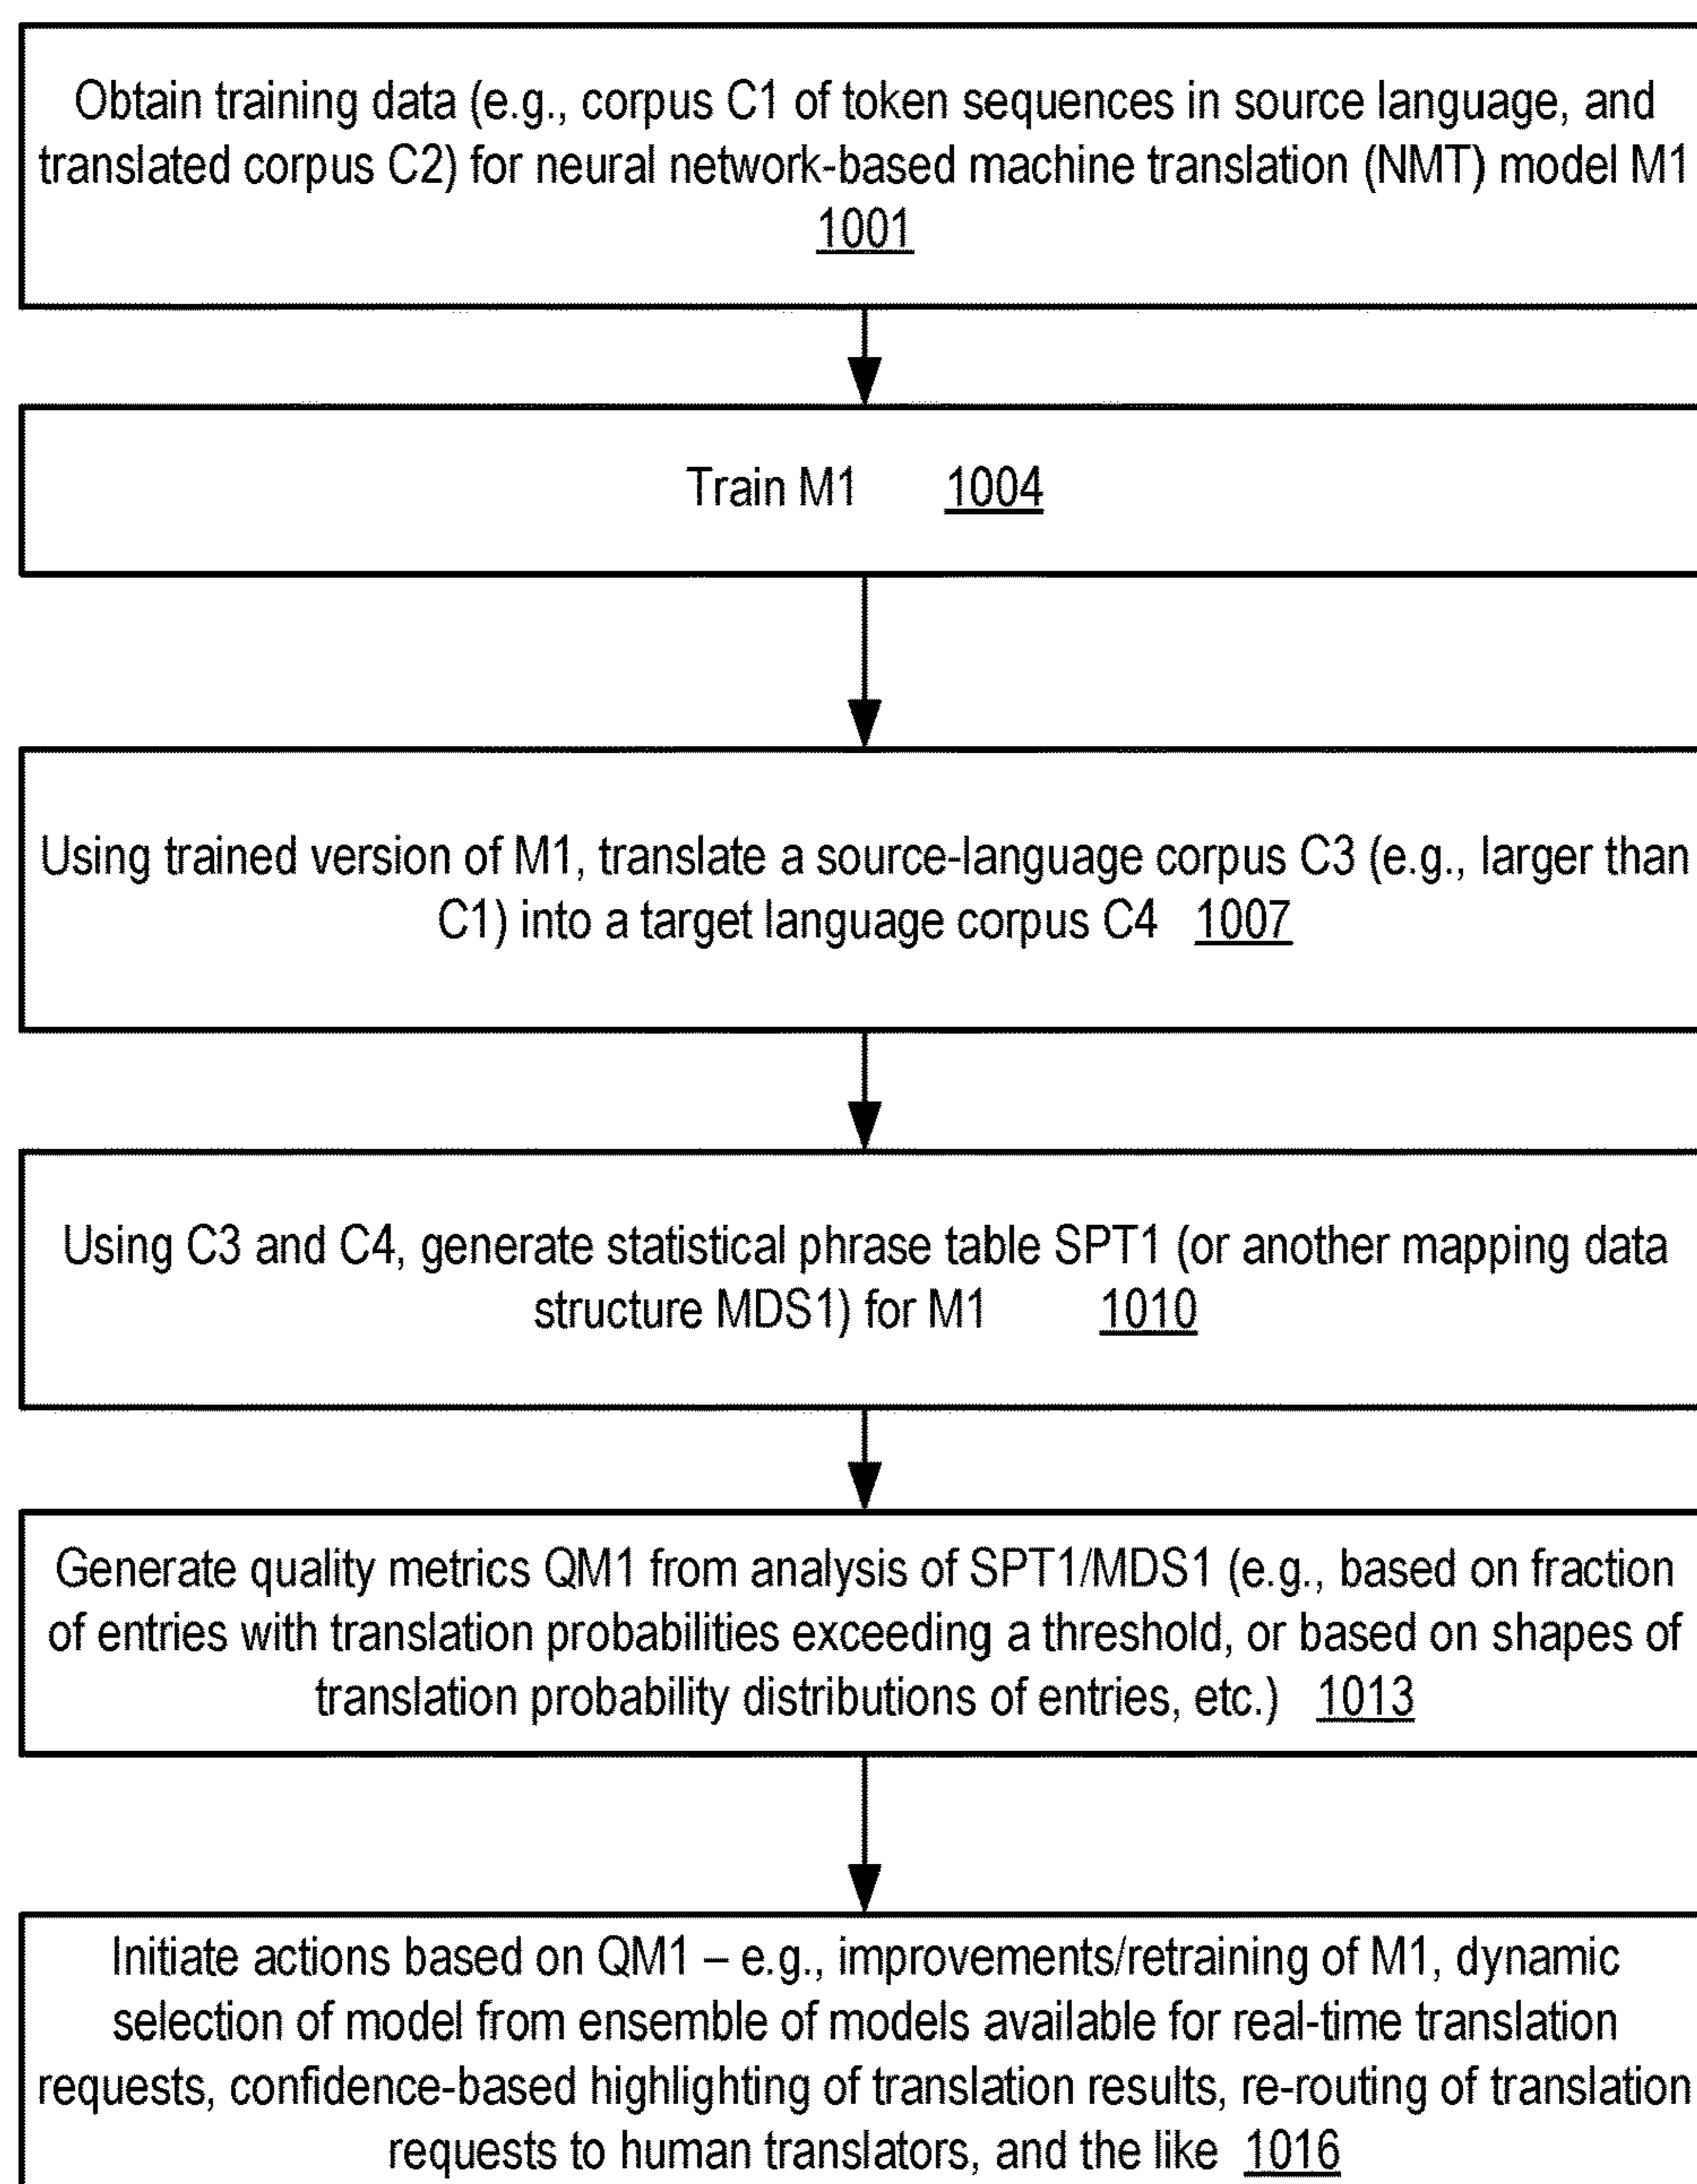 Obtain training data (e.g., corpus C1 of token sequences in source language, and
translated corpus C2) for neural network-based machine translation (NMT) model M1
1001
Train M1 1004
Using trained version of M1, translate a source-language corpus C3 (e.g., larger than
C1) into a target language corpus C4 1007
Using C3 and C4, generate statistical phrase table SPT1 (or another mapping data
structure MDS1) for M1 1010
Generate quality metrics QM1 from analysis of SPT1/MDS1 (e.g., based on fraction
of entries with translation probabilities exceeding a threshold, or based on shapes of
translation probability distributions of entries, etc.) 1013
Initiate actions based on QM1 – e.g., improvements/retraining of M1, dynamic
selection of model from ensemble of models available for real-time translation
requests, confidence-based highlighting of translation results, re-routing of translation
requests to human translators, and the like 1016